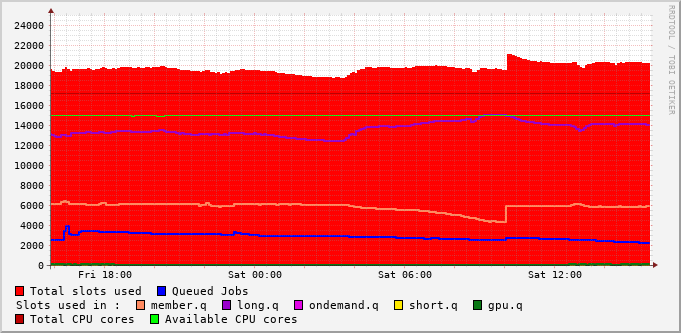 RRDTOOL / TOBI OETIKER
24000
22000
20000
18000
16000
14000
12000
10000
8000
6000
4000
2000
0
Fri 18:00 Sat 00:00 Sat 06:00 Sat 12:00
Total slots used Queued Jobs
Slots used in : member.q long.q ondemand.q short.q gpu.q
Total CPU cores Available CPU cores